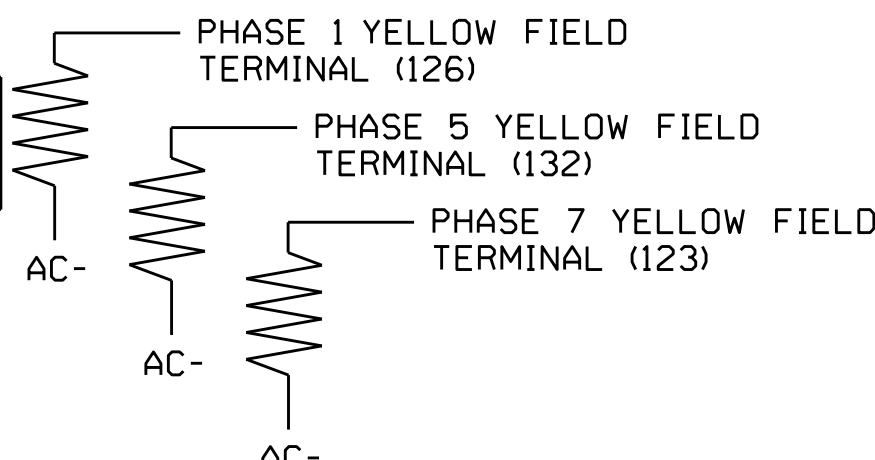 PHASE 1 YELLOW FIELD
TERMINAL (126)
PHASE 5 YELLOW FIELD
TERMINAL (132)
PHASE 7 YELLOW FIELD
TERMINAL (123)
AC-
AC-
AC-